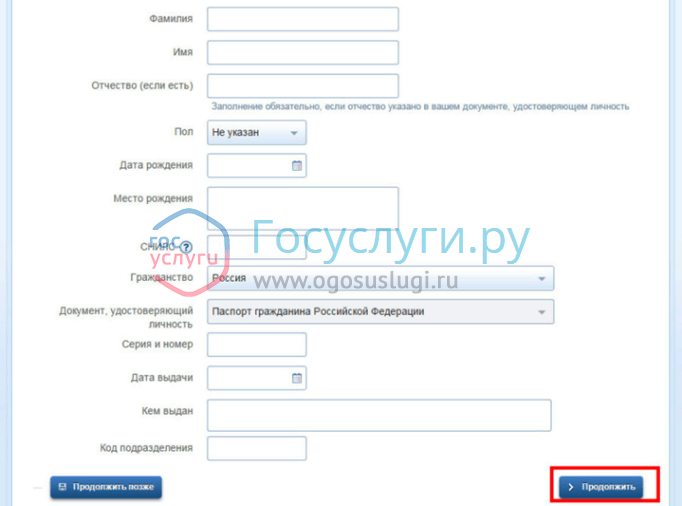 Фамилия
Имя
Отчество (если есть)
Заполнение обязательно, если отчество указано в вашем документе, удостоверяющем личность
Пол
Не указан
Дата рождения
Место рождения
гос
услуги
Госуслуги.ру
СНИЛС ?
Гражданство
Россия
www.ogosuslugi.ru
Документ, удостоверяющий
личность
Паспорт гражданина Российской Федерации
Серия и номер
Дата выдачи
Кем выдан
Код подразделения
Продолжить позже
Продолжить